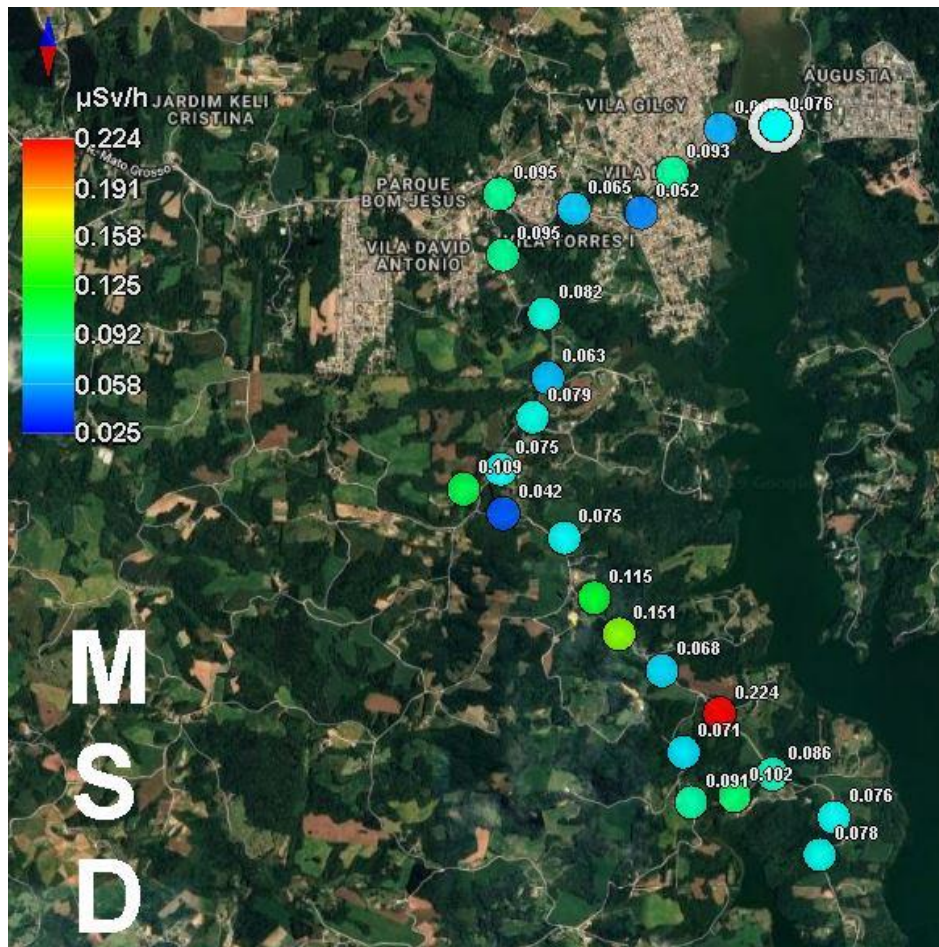 AUGUSTA
µSv/h
JARDIM KELI
CRISTINA
VILA GILCY
0.076
0.224
0.093
0.191
0.095
PARQUE
BOM JESUS
0.065
0.052
0.158
0.095
VILA TORRES I
VILA DAVID
ANTONIO
0.125
0.082
0.092
0.063
0.058
0.079
0.025
0.075
0.109
0.042
0.075
0.115
0.151
M
0.068
0.224
0.071
S
0.086
0.091
0.102
0.076
0.078
D